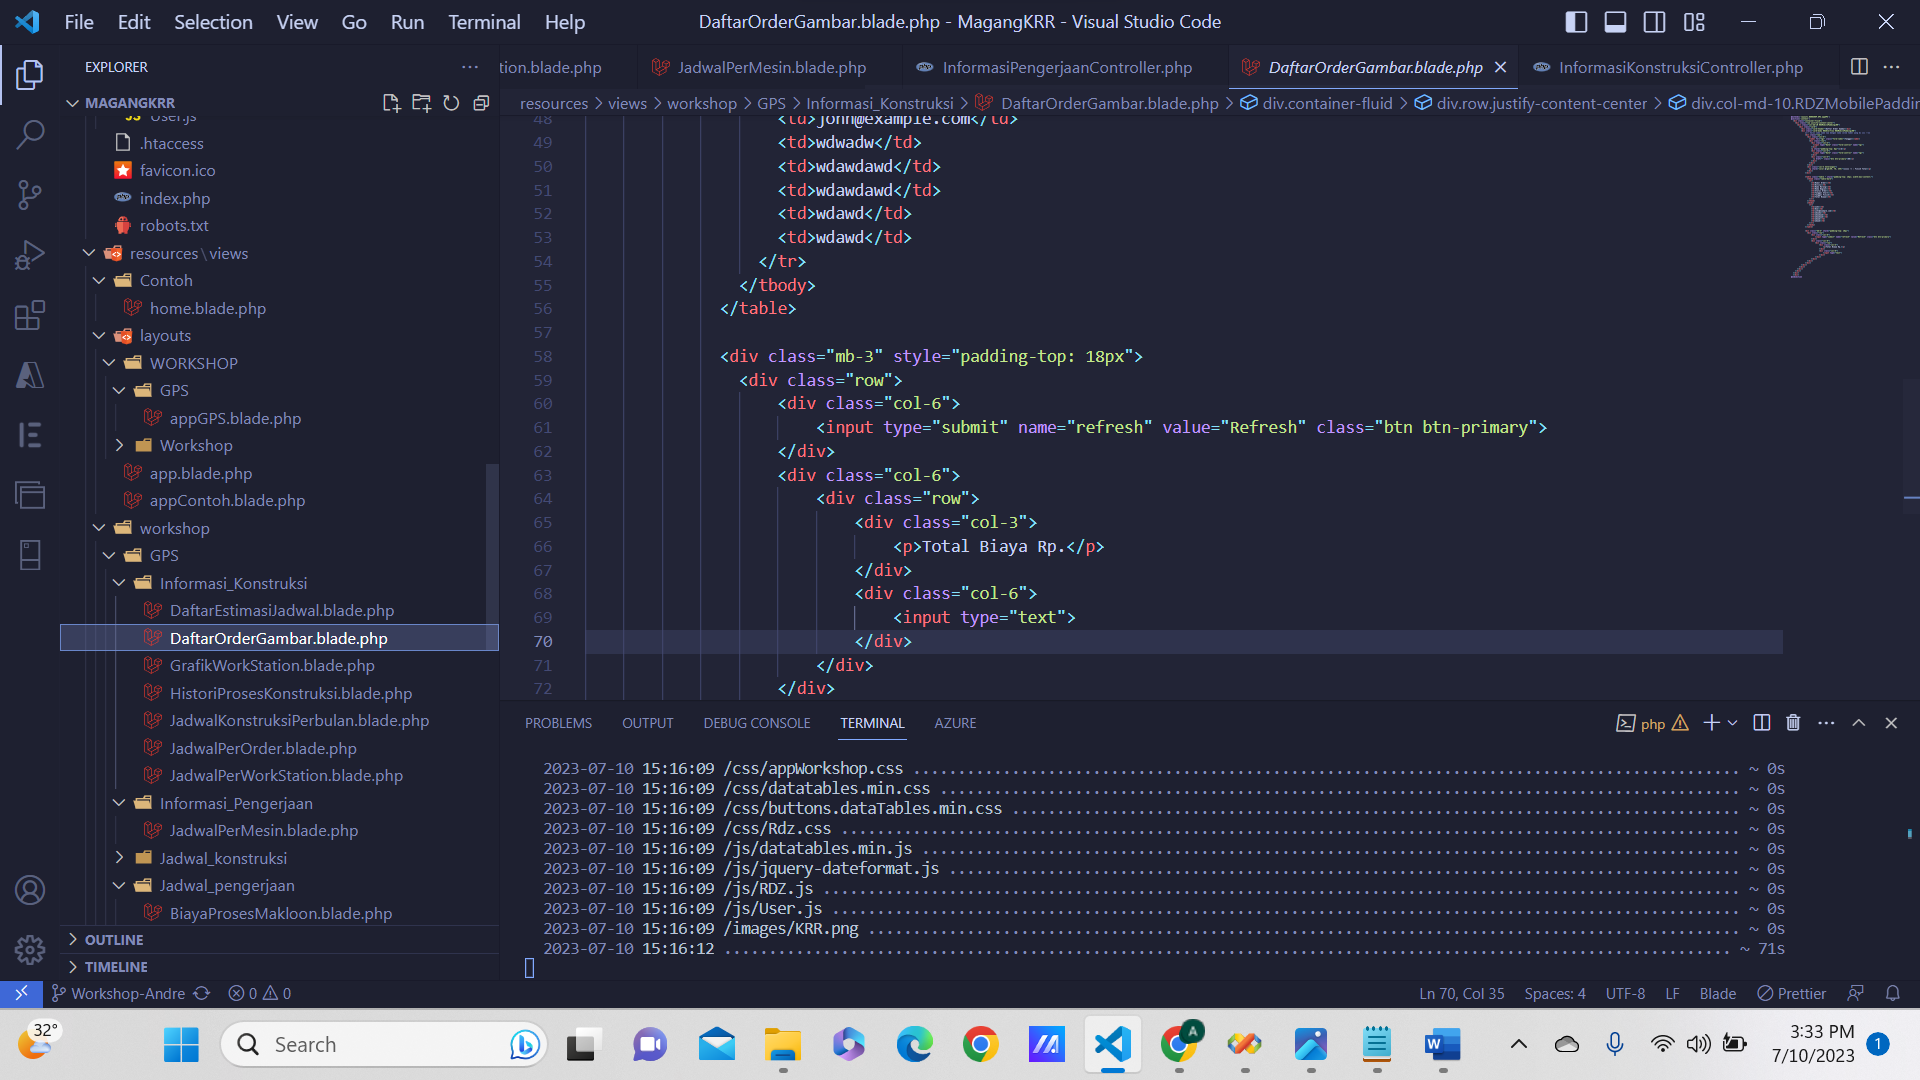 File Edit Selection View Go Run Terminal Help
DaftarOrderGambar.blade.php - MagangKRR - Visual Studio Code
EXPLORER
tion.blade.php JadwalPerMesin.blade.php InformasiPengerjaanController.php DaftarOrderGambar.blade.php InformasiKonstruksiController.php
resources > views > workshop > GPS > Informasi_Konstruksi > DaftarOrderGambar.blade.php > div.container-fluid > div.row.justify-content-center > div.col-md-10.RDZMobilePaddin
MAGANGKRR
User.js
.htaccess
favicon.ico
index.php
robots.txt
resources\views
Contoh
home.blade.php
layouts
WORKSHOP
GPS
appGPS.blade.php
Workshop
app.blade.php
appContoh.blade.php
workshop
GPS
Informasi_Konstruksi
DaftarEstimasiJadwal.blade.php
DaftarOrderGambar.blade.php
GrafikWorkStation.blade.php
HistoriProsesKonstruksi.blade.php
JadwalKonstruksiPerbulan.blade.php
JadwalPerOrder.blade.php
JadwalPerWorkStation.blade.php
Informasi_Pengerjaan
JadwalPerMesin.blade.php
Jadwal_konstruksi
Jadwal_pengerjaan
BiayaProsesMakloon.blade.php
OUTLINE
TIMELINE
48 <td>john@example.com</td>
49 <td>wdwadw</td>
50 <td>wdawdawd</td>
51 <td>wdawdawd</td>
52 <td>wdawd</td>
53 <td>wdawd</td>
54 </tr>
55 </tbody>
56 </table>
57
58 <div class="mb-3" style="padding-top: 18px">
59 <div class="row">
60 <div class="col-6">
61 <input type="submit" name="refresh" value="Refresh" class="btn btn-primary">
62 </div>
63 <div class="col-6">
64 <div class="row">
65 <div class="col-3">
66 <p>Total Biaya Rp.</p>
67 </div>
68 <div class="col-6">
69 <input type="text">
70 </div>
71 </div>
72 </div>
PROBLEMS OUTPUT DEBUG CONSOLE TERMINAL AZURE
php
2023-07-10 15:16:09 /css/appWorkshop.css ........................................ ~ 0s
2023-07-10 15:16:09 /css/datatables.min.css ........................................ ~ 0s
2023-07-10 15:16:09 /css/buttons.dataTables.min.css ........................................ ~ 0s
2023-07-10 15:16:09 /css/Rdz.css ........................................ ~ 0s
2023-07-10 15:16:09 /js/datatables.min.js ........................................ ~ 0s
2023-07-10 15:16:09 /js/jquery-dateformat.js ........................................ ~ 0s
2023-07-10 15:16:09 /js/RDZ.js ........................................ ~ 0s
2023-07-10 15:16:09 /js/User.js ........................................ ~ 0s
2023-07-10 15:16:09 /images/KRR.png ........................................ ~ 0s
2023-07-10 15:16:12 ........................................ ~ 71s
Workshop-Andre 0 0
Ln 70, Col 35 Spaces: 4 UTF-8 LF Blade Prettier
32°
Search
A
W
3:33 PM
7/10/2023
1